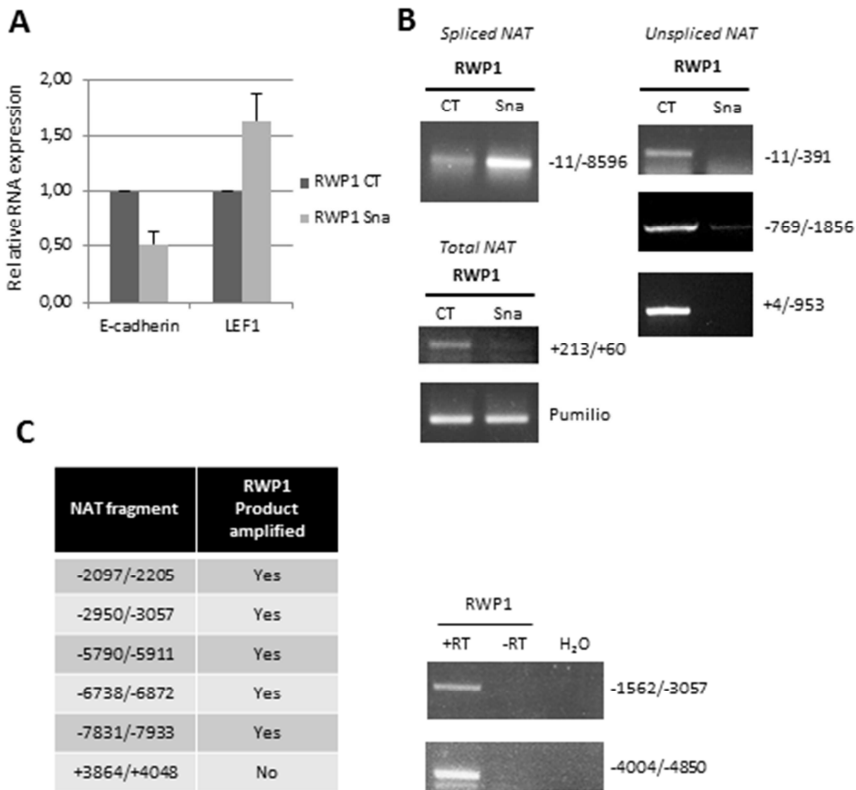 A
Relative RNA expression
2,00
1,50
1,00
0,50
0,00
E-cadherin
LEF1
RWP1 CT
RWP1 Sna
B
Spliced NAT
RWP1
CT Sna
-11/-8596
Total NAT
RWP1
CT Sna
+213/+60
Pumilio
Unspliced NAT
RWP1
CT Sna
-11/-391
-769/-1856
+4/-953
C
NAT fragment
RWP1
Product
amplified
-2097/-2205 Yes
-2950/-3057 Yes
-5790/-5911 Yes
-6738/-6872 Yes
-7831/-7933 Yes
+3864/+4048 No
RWP1
+RT -RT H₂O
-1562/-3057
-4004/-4850